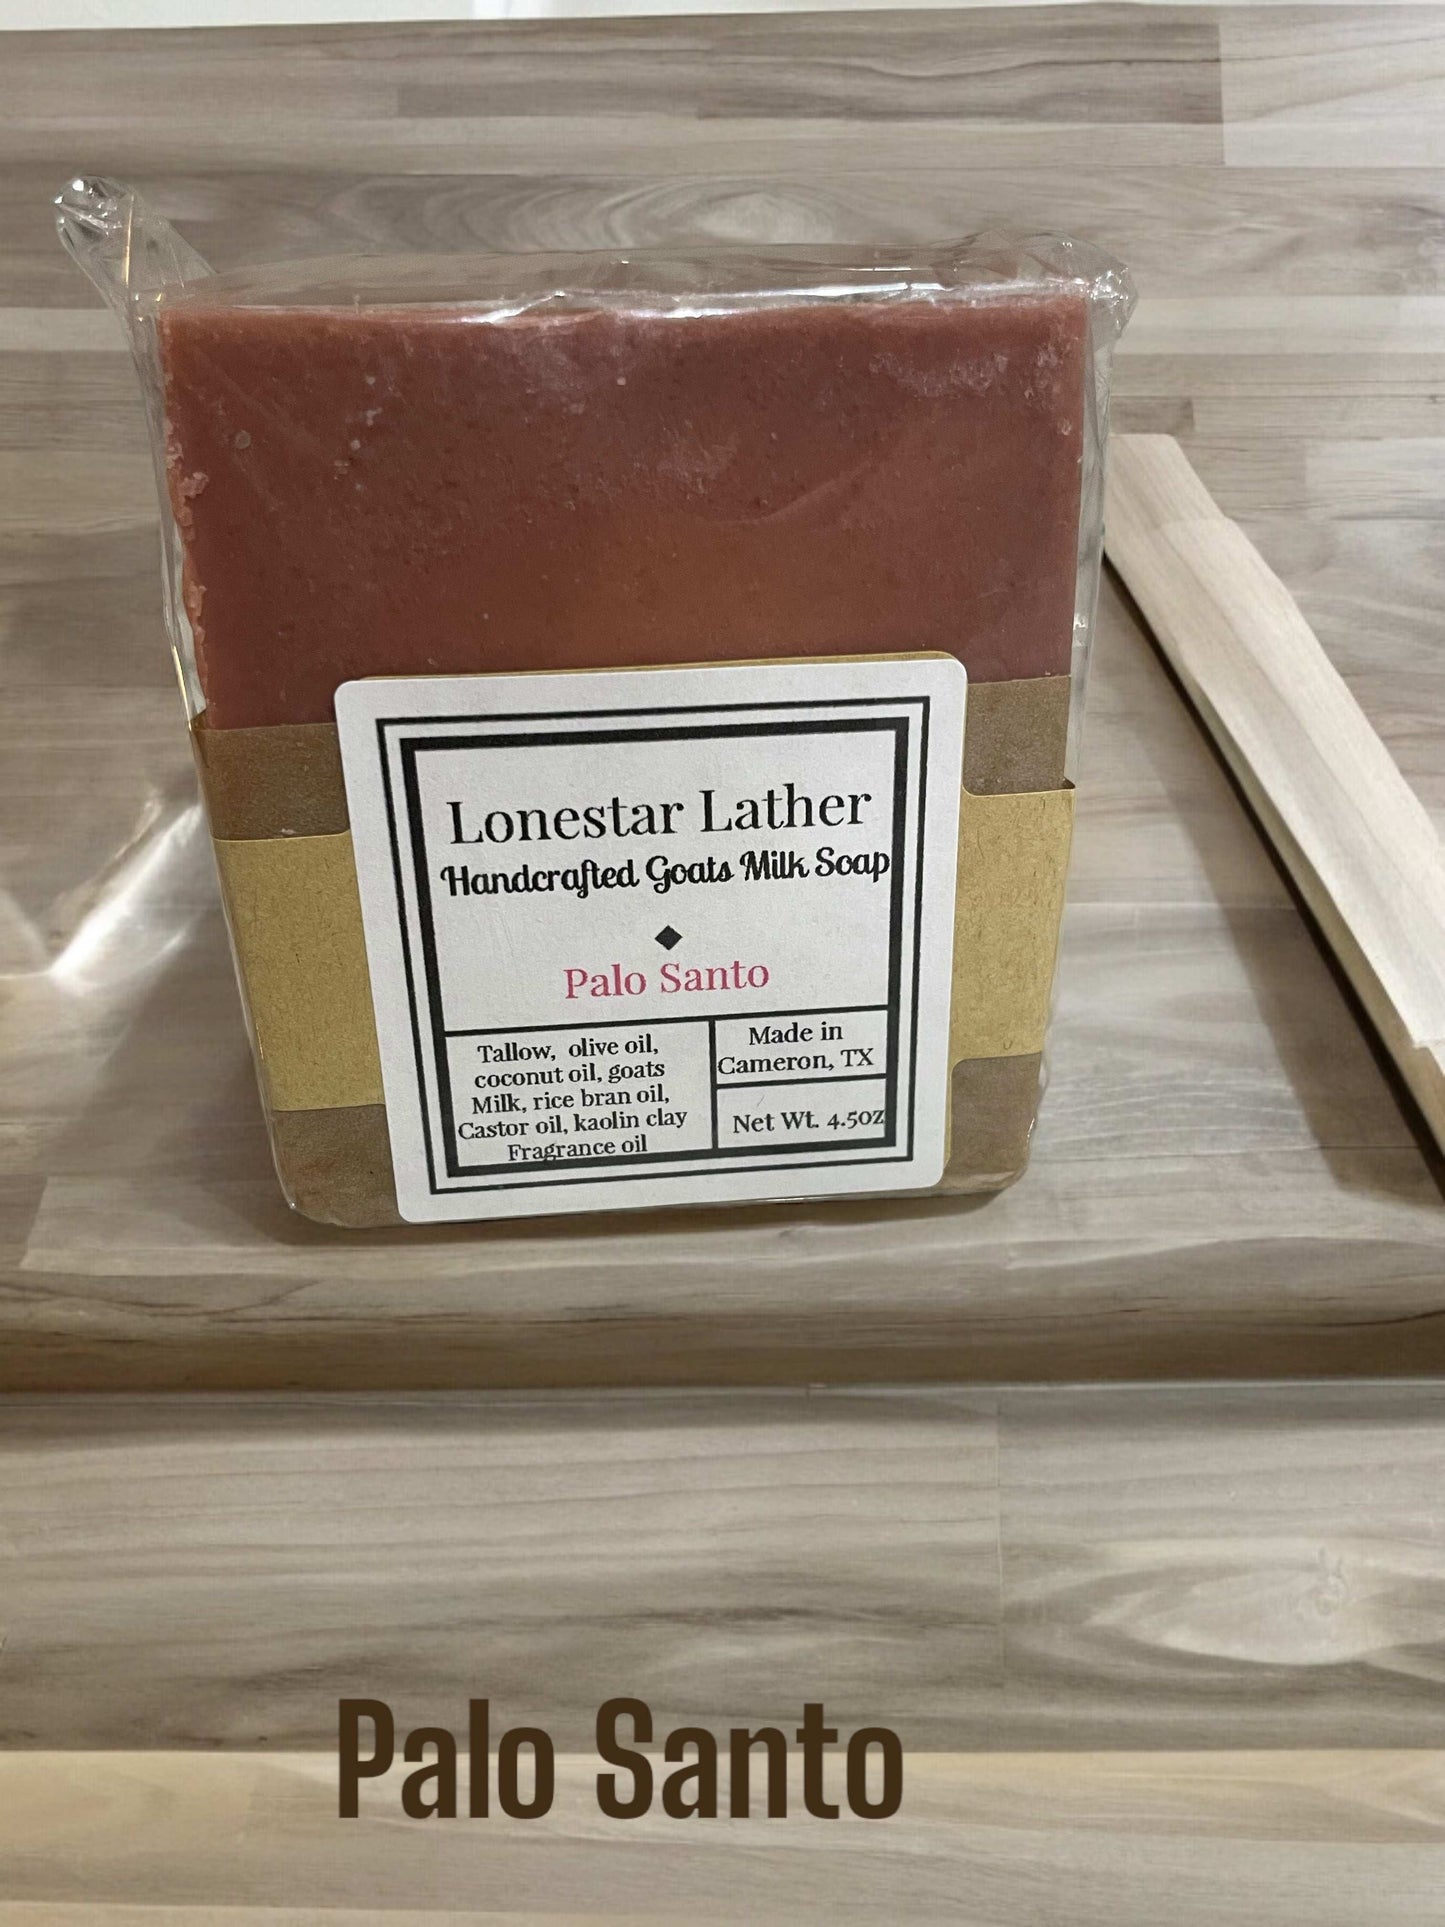 Lonestar Lather
Handcrafted Goats Milk Soap
Palo Santo
Tallow, olive oil,
coconut oil, goats
Milk, rice bran oil,
Castor oil, kaolin clay
Fragrance oil
Made in
Cameron, TX
Net Wt. 4.5oz
Palo Santo